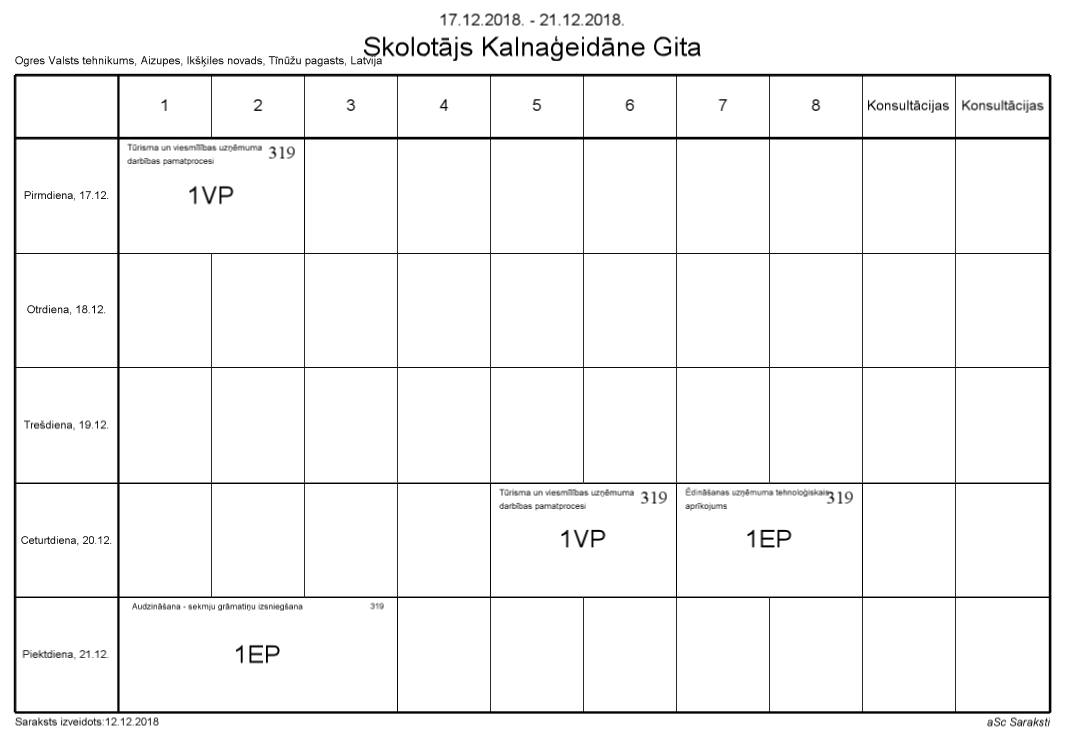 17.12.2018. - 21.12.2018.
Skolotājs Kalnaģeidāne Gita
Ogres Valsts tehnikums, Aizupes, Ikšķiles novads, Tīnūžu pagasts, Latvija
1 2 3 4 5 6 7 8 Konsultācijas Konsultācijas
Pirmdiena, 17.12.
Tūrisma un viesmīlības uzņēmuma 319
darbības pamatprocesi
1VP
Otrdiena, 18.12.
Trešdiena, 19.12.
Ceturtdiena, 20.12.
Tūrisma un viesmīlības uzņēmuma 319
darbības pamatprocesi
1VP
Ēdināšanas uzņēmuma tehnoloģiskais 319
aprīkojums
1EP
Piektdiena, 21.12.
Audzināšana - sekmju grāmatiņu izsniegšana 319
1EP
Saraksts izveidots:12.12.2018
aSc Saraksti